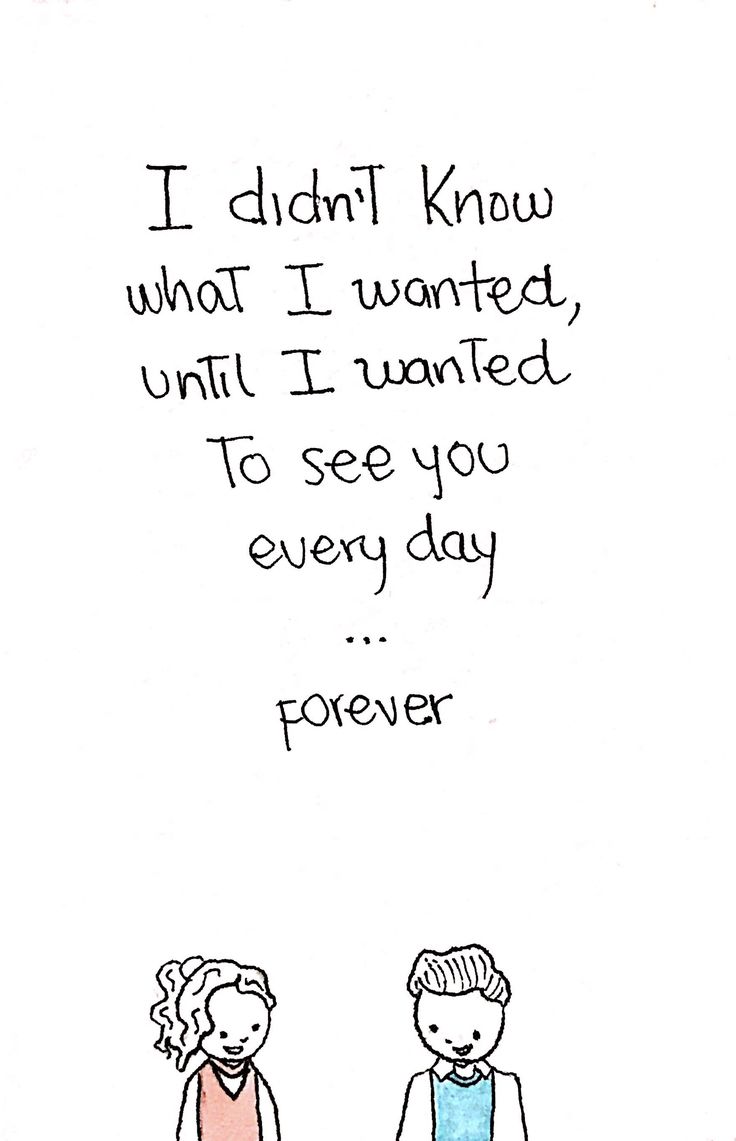 I didn't know
what I wanted,
until I wanted
To see you
every day
...
Forever